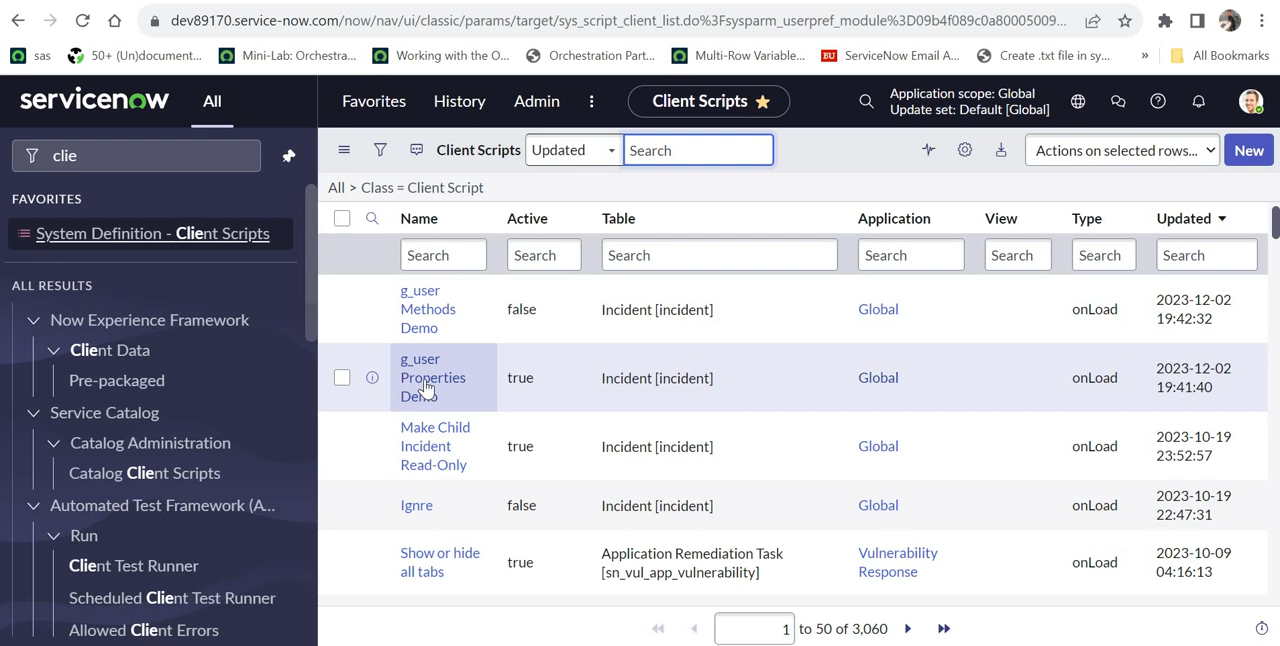 dev89170.service-now.com/now/nav/ui/classic/params/target/sys_script_client_list.do%3Fsysparm_userpref_module%3D09b4f089c0a80005009...
sas
50+ (Un)document...
Mini-Lab: Orchestra...
Working with the O...
Orchestration Part...
Multi-Row Variable...
BU ServiceNow Email A...
Create .txt file in sy...
»
All Bookmarks
servicenow
All
Favorites
History
Admin
Client Scripts
Application scope: Global
Update set: Default [Global]
clie
FAVORITES
System Definition - Client Scripts
ALL RESULTS
Now Experience Framework
Client Data
Pre-packaged
Service Catalog
Catalog Administration
Catalog Client Scripts
Automated Test Framework (A...
Run
Client Test Runner
Scheduled Client Test Runner
Allowed Client Errors
Client Scripts
Updated
Search
Actions on selected rows...
New
All > Class = Client Script
Name Active Table Application View Type Updated
Search Search Search Search Search Search Search
g_user
Methods
Demo
false
Incident [incident]
Global
onLoad
2023-12-02
19:42:32
g_user
Properties
Demo
true
Incident [incident]
Global
onLoad
2023-12-02
19:41:40
Make Child
Incident
Read-Only
true
Incident [incident]
Global
onLoad
2023-10-19
23:52:57
Ignre
false
Incident [incident]
Global
onLoad
2023-10-19
22:47:31
Show or hide
all tabs
true
Application Remediation Task
[sn_vul_app_vulnerability]
Vulnerability
Response
onLoad
2023-10-09
04:16:13
1 to 50 of 3,060